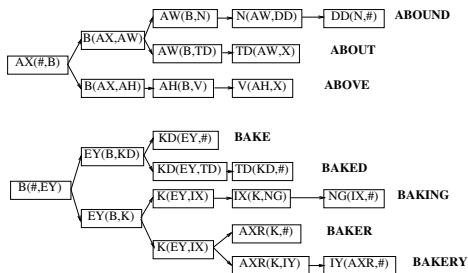 AW(B,N) N(AW,DD) DD(N,#) ABOUND
B(AX,AW)
AW(B,TD) TD(AW,X) ABOUT
AX(#,B)
B(AX,AH) AH(B,V) V(AH,X) ABOVE
KD(EY,#) BAKE
EY(B,KD)
KD(EY,TD) TD(KD,#) BAKED
B(#,EY)
K(EY,IX) IX(K,NG) NG(IX,#) BAKING
EY(B,K)
AXR(K,#) BAKER
K(EY,IX)
AXR(K,IY) IY(AXR,#) BAKERY